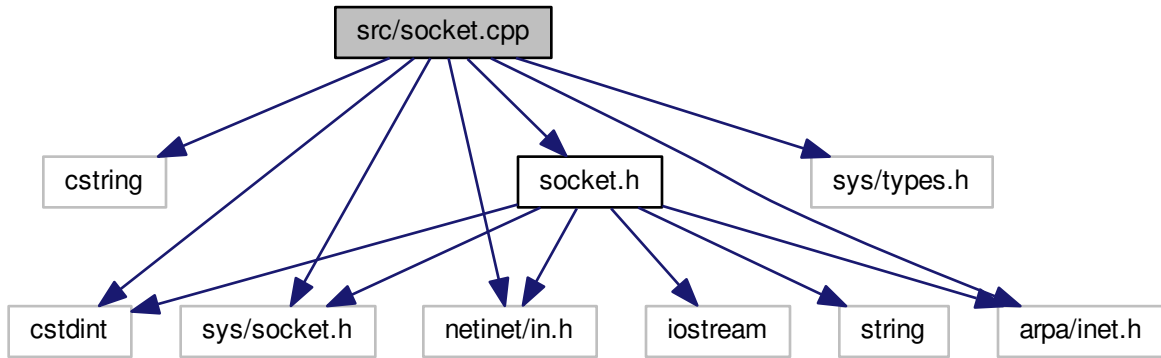 src/socket.cpp
cstring
socket.h
sys/types.h
cstdint
sys/socket.h
netinet/in.h
iostream
string
arpa/inet.h